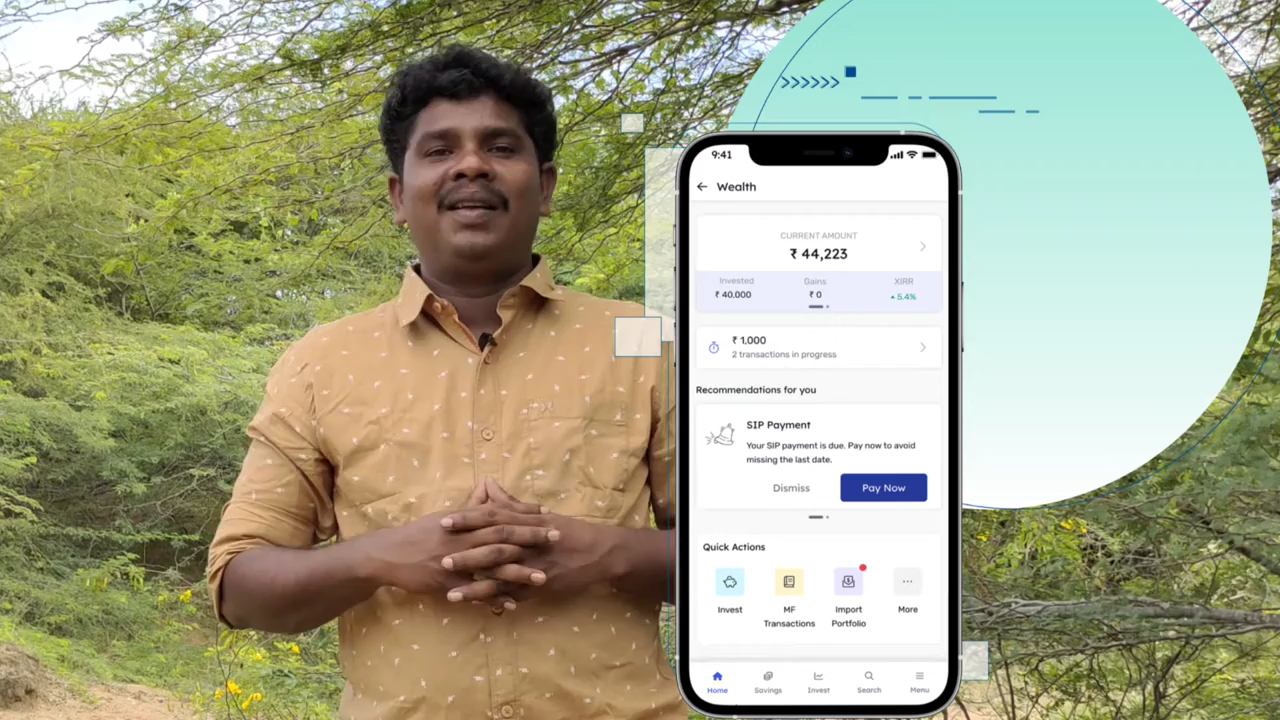 9:41
Wealth
CURRENT AMOUNT
₹ 44,223
Invested Gains XIRR
₹ 40,000 ₹ 0 5.4%
₹ 1,000
2 transactions in progress
Recommendations for you
SIP Payment
Your SIP payment is due. Pay now to avoid
missing the last date.
Dismiss Pay Now
Quick Actions
Invest MF Import More
Transactions Portfolio
Home Savings Invest Search Menu